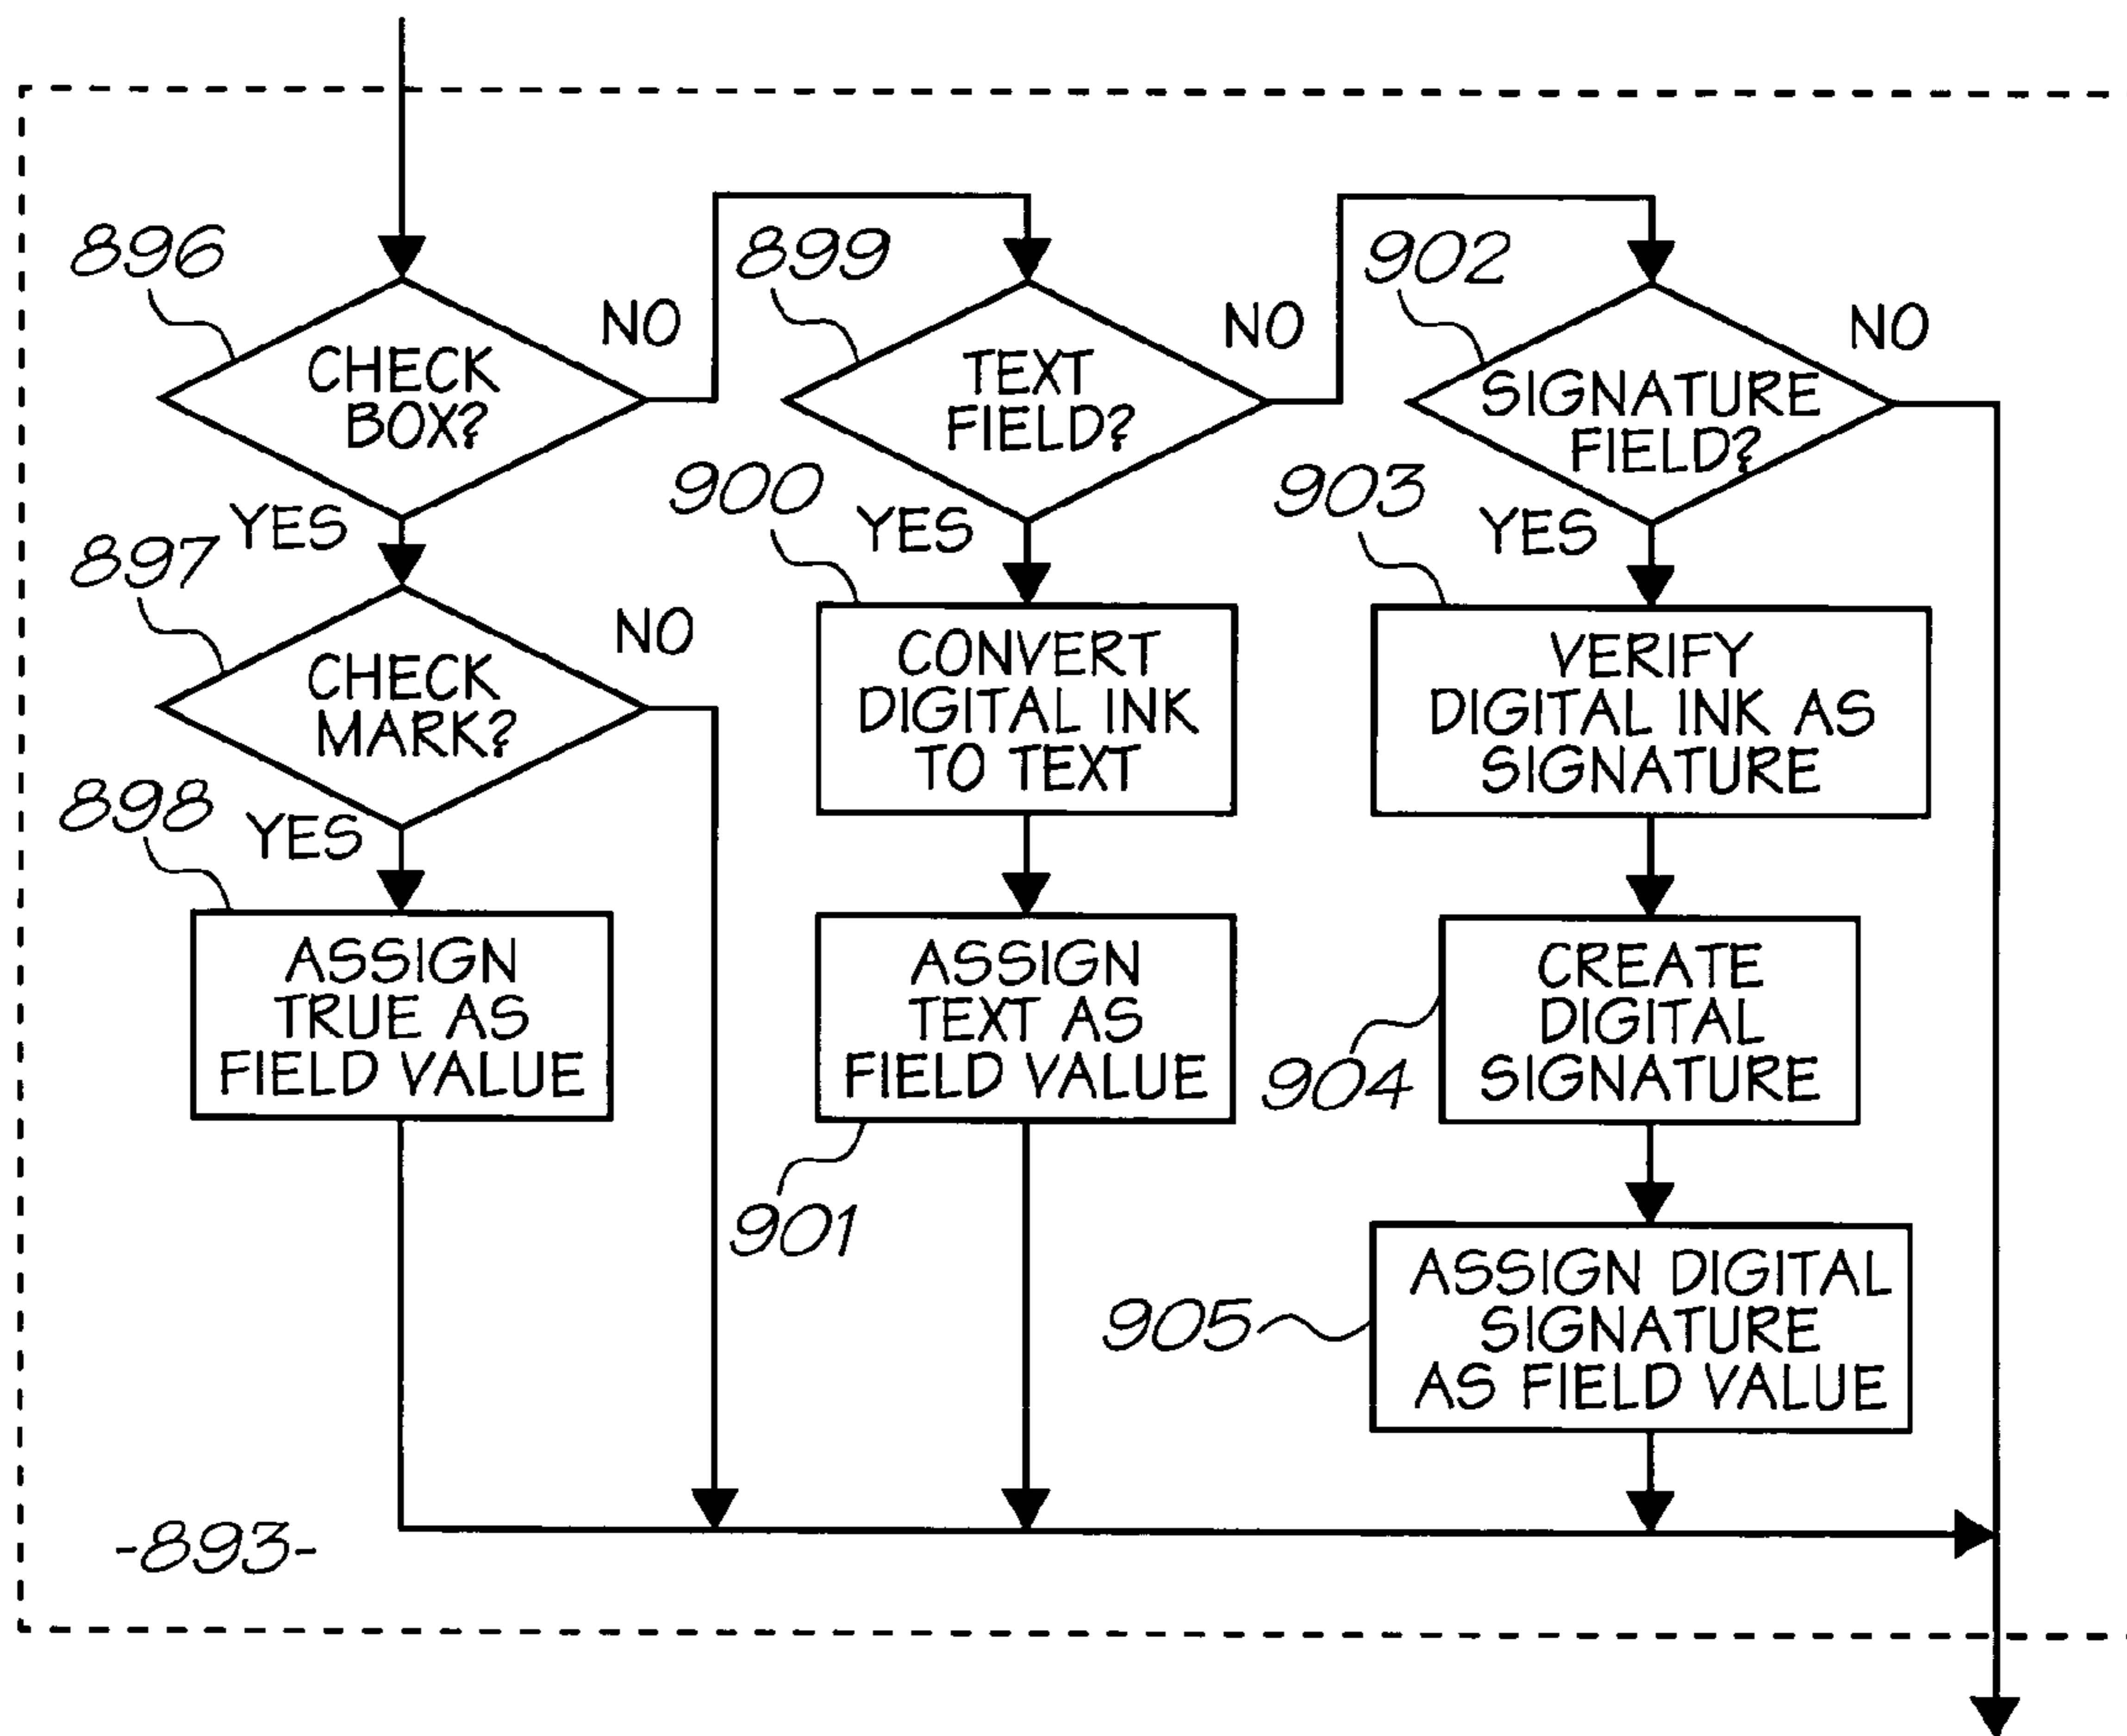 896
CHECK
BOX?
NO
YES
897
CHECK
MARK?
NO
YES
898
ASSIGN
TRUE AS
FIELD VALUE
899
TEXT
FIELD?
NO
YES
900
CONVERT
DIGITAL INK
TO TEXT
ASSIGN
TEXT AS
FIELD VALUE
901
902
SIGNATURE
FIELD?
NO
YES
903
VERIFY
DIGITAL INK AS
SIGNATURE
CREATE
DIGITAL
SIGNATURE
904
ASSIGN DIGITAL
SIGNATURE
AS FIELD VALUE
905
-893-